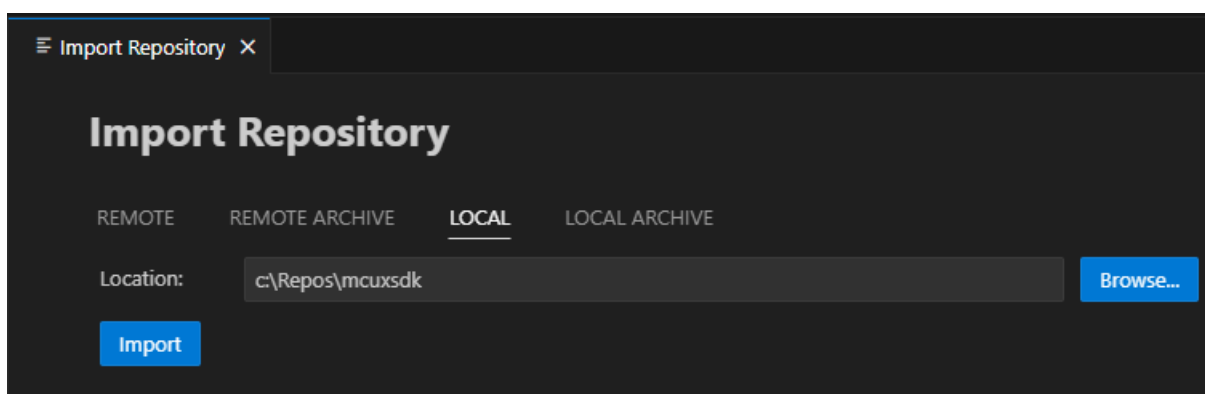 Import Repository
Import Repository
REMOTE REMOTE ARCHIVE LOCAL LOCAL ARCHIVE
Location: c:\Repos\mcuxsdk Browse...
Import